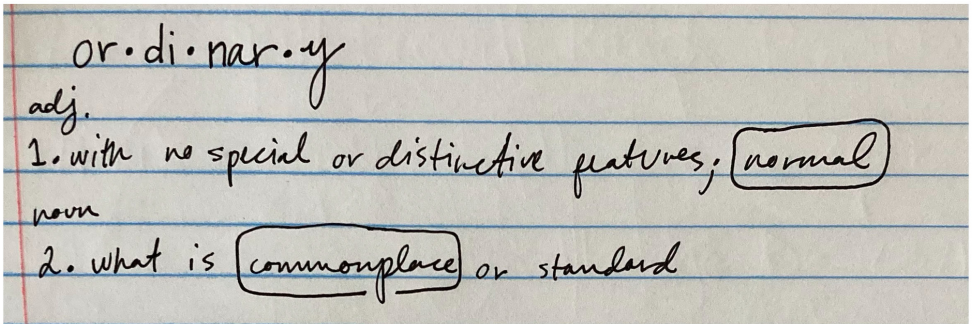 or·di·nar·y
adj.
1. with no special or distinctive features; normal
noun
2. what is commonplace or standard